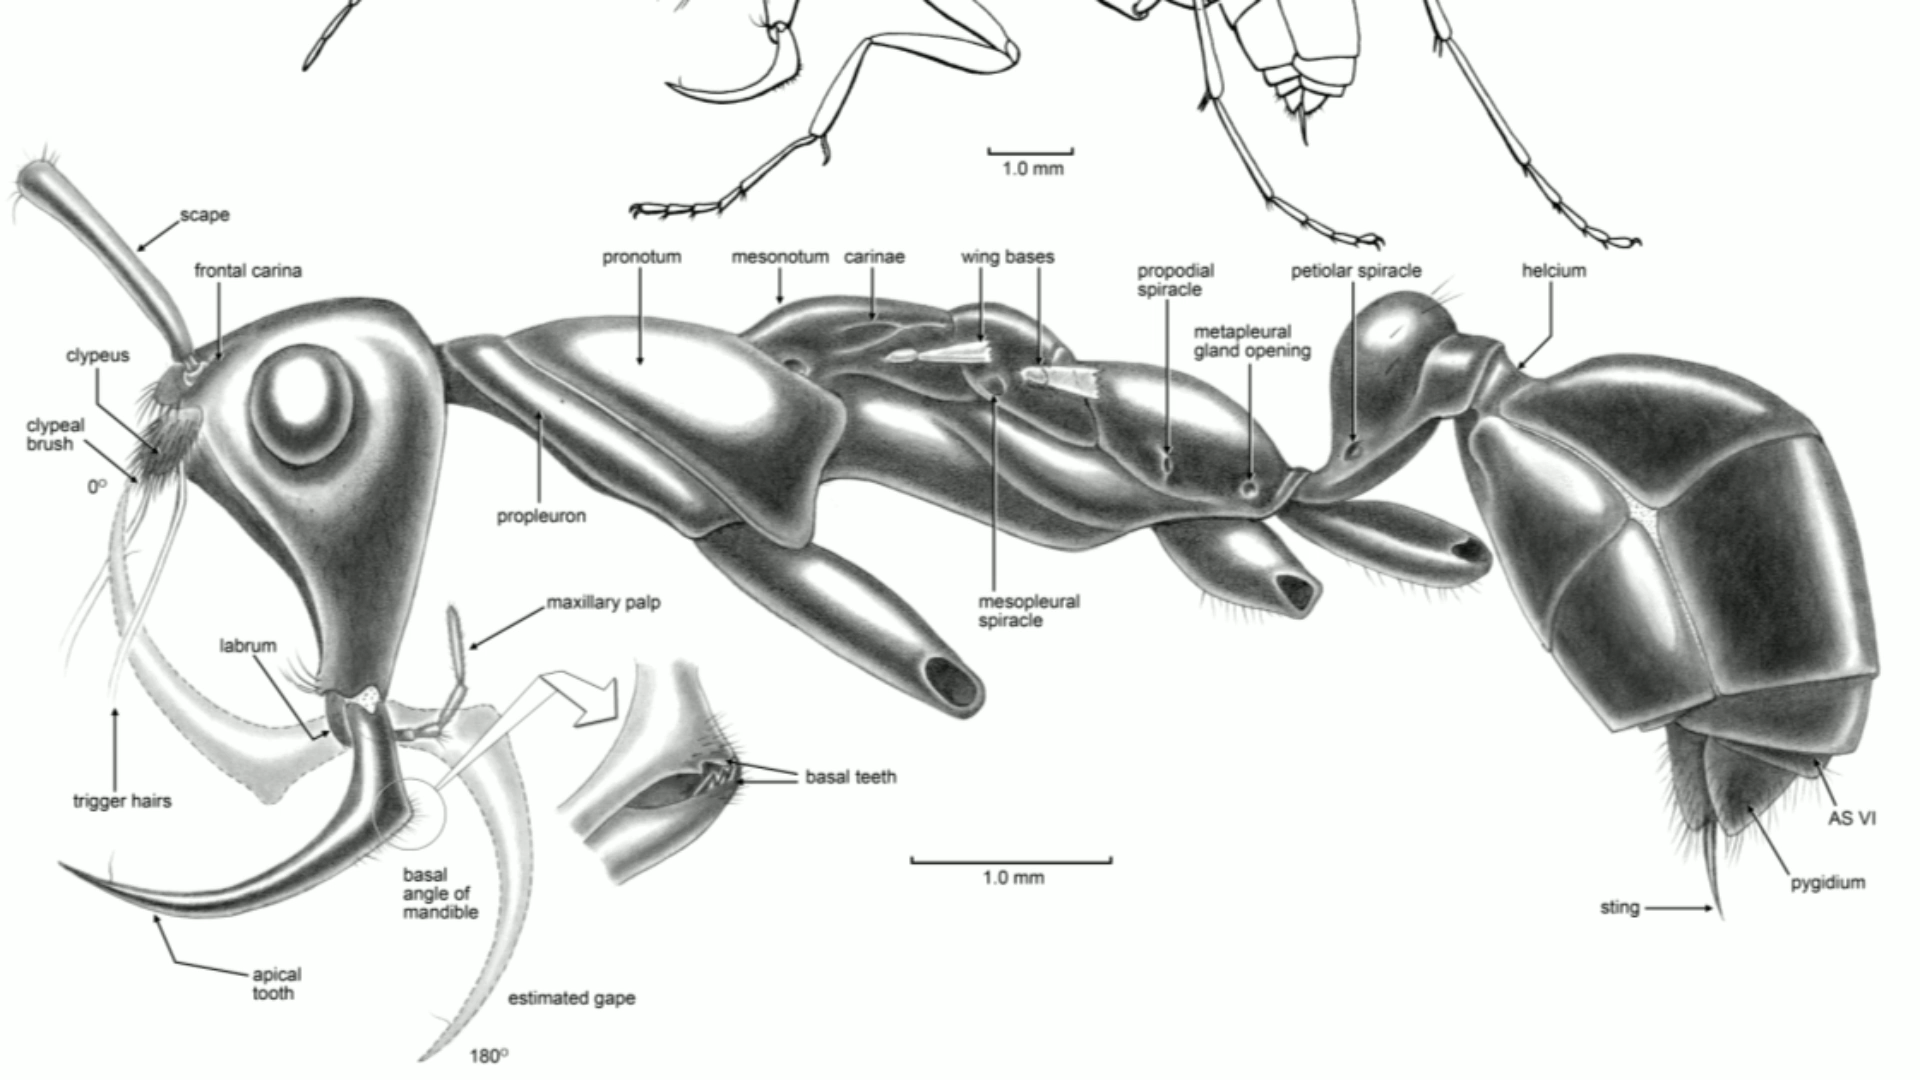 1.0 mm
scape
frontal carina
pronotum
mesonotum
carinae
wing bases
propodial
spiracle
petiolar spiracle
helcium
metapleural
gland opening
clypeus
clypeal
brush
0°
propleuron
mesopleural
spiracle
maxillary palp
labrum
trigger hairs
basal teeth
basal
angle of
mandible
1.0 mm
AS VI
pygidium
sting
apical
tooth
estimated gape
180°